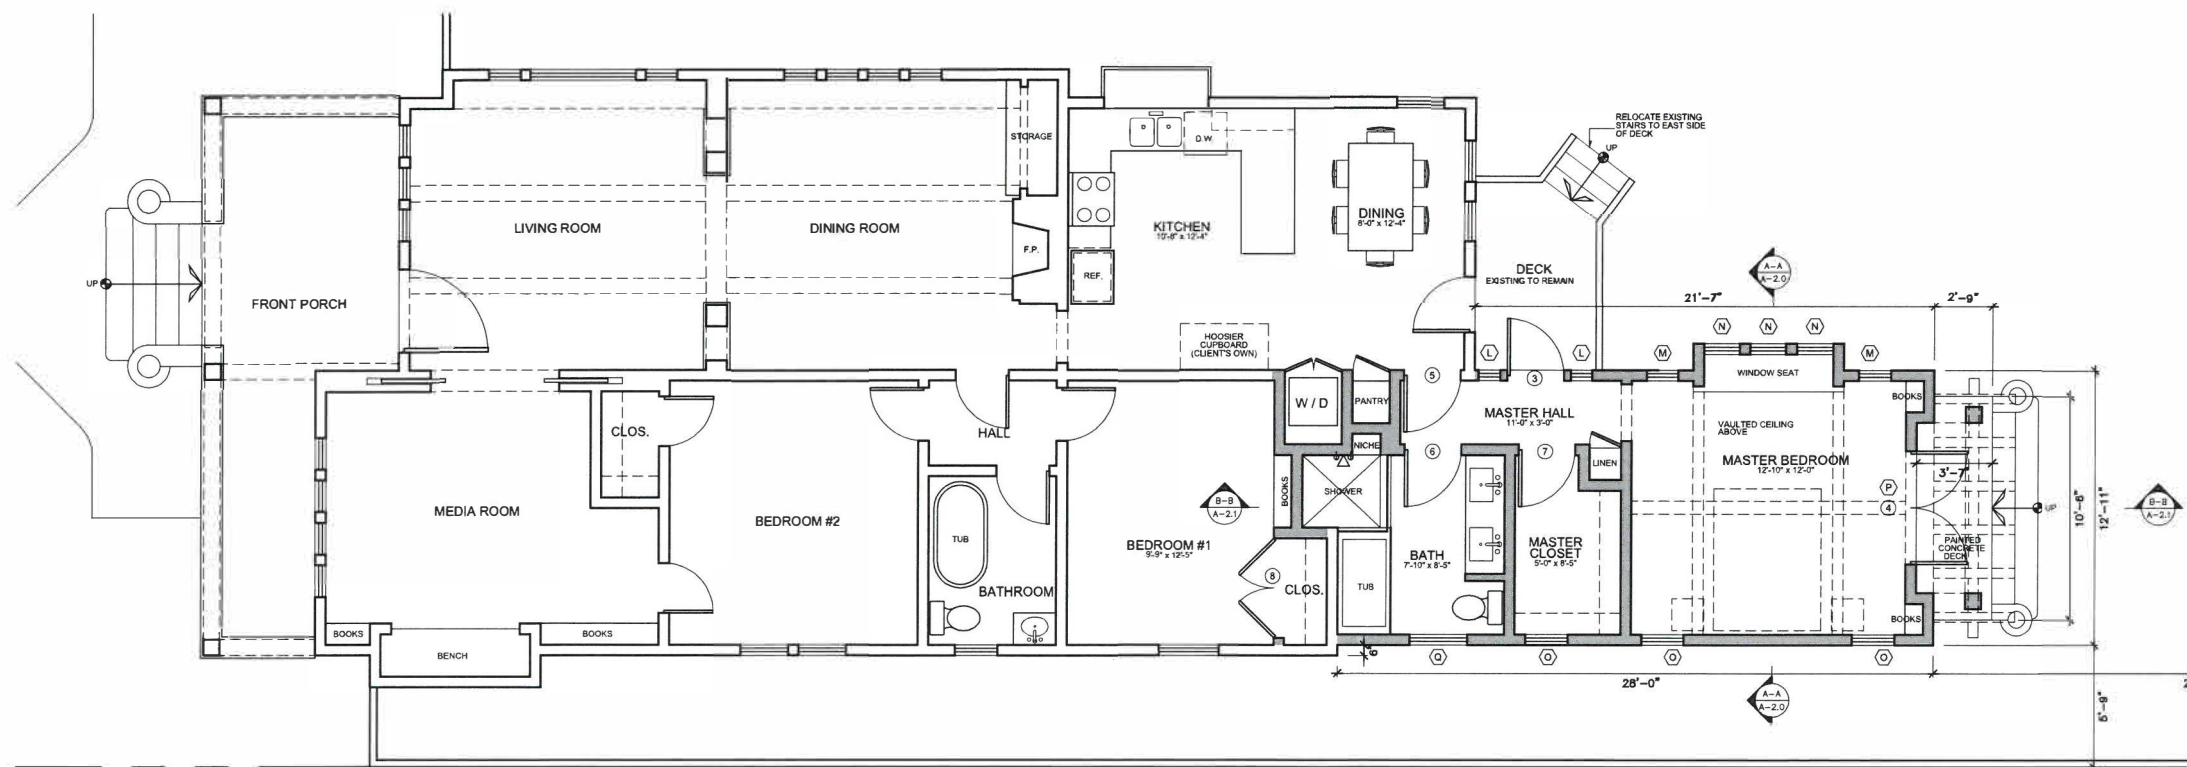 RELOCATE EXISTING
STAIRS TO EAST SIDE
OF DECK
UP
STORAGE
D.W.
LIVING ROOM
DINING ROOM
KITCHEN
10'-8" x 12'-4"
DINING
8'-0" x 12'-4"
F.P.
REF.
UP
FRONT PORCH
DECK
EXISTING TO REMAIN
A-A
A-2.0
21'-7"
2'-9"
HOOSIER
CUPBOARD
(CLIENT'S OWN)
N
N
N
L
L
M
M
5
3
WINDOW SEAT
W / D
PANTRY
MASTER HALL
11'-0" x 3'-0"
BOOKS
CLOS.
HALL
NICHE
VAULTED CEILING
ABOVE
6
7
LINEN
MASTER BEDROOM
12'-10" x 12'-0"
3'-7"
SHOWER
BOOKS
B-B
A-2.1
P
4
UP
10'-6"
12'-11"
B-B
A-2.1
MEDIA ROOM
BEDROOM #2
TUB
BEDROOM #1
9'-9" x 12'-5"
BATH
7'-10" x 8'-5"
MASTER
CLOSET
5'-0" x 8'-5"
PAINTED
CONCRETE
DECK
8
CLOS.
TUB
BATHROOM
BOOKS
BOOKS
BOOKS
BENCH
6"
Q
O
O
O
28'-0"
A-A
A-2.0
5'-9"